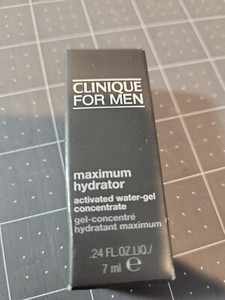 CLINIQUE
FOR MEN
maximum
hydrator
activated water-gel
concentrate
gel-concentré
hydratant maximum
.24 FL.OZ.LIQ./
7 ml ℮